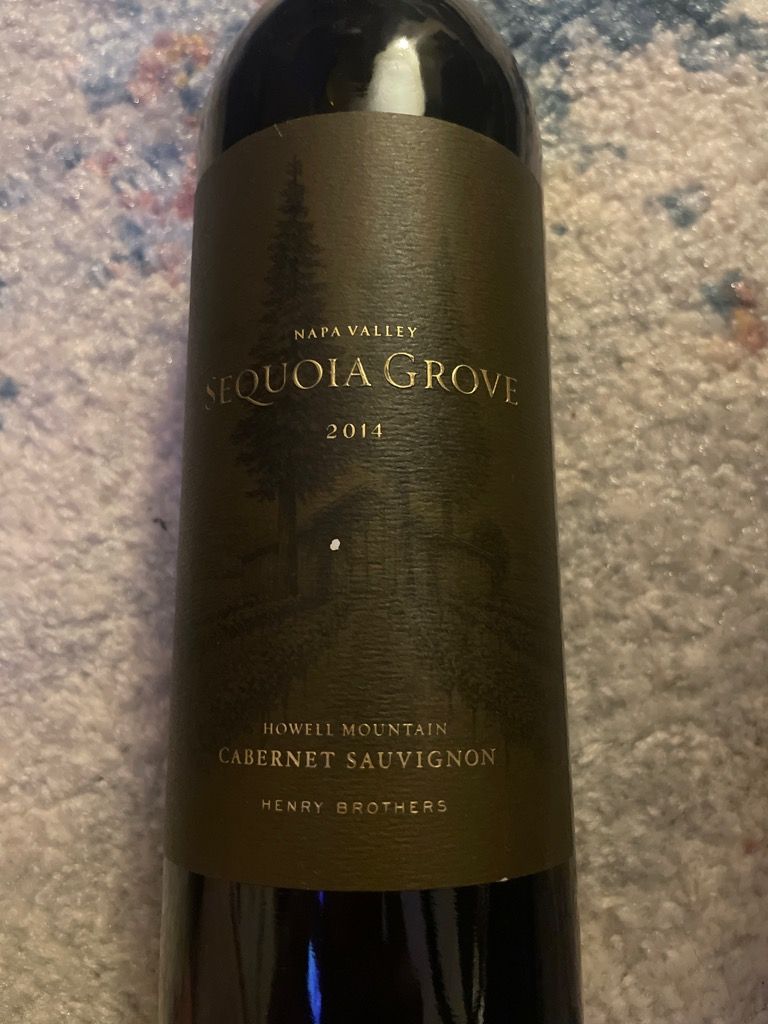 NAPA VALLEY
SEQUOIA GROVE
2014
HOWELL MOUNTAIN
CABERNET SAUVIGNON
HENRY BROTHERS